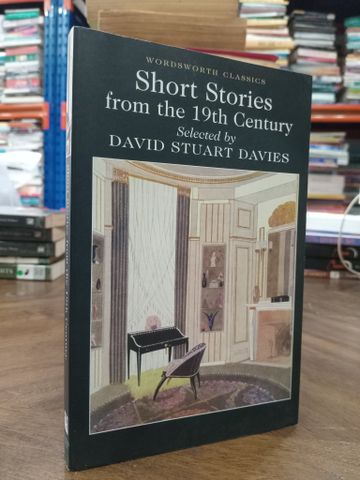 WORDSWORTH CLASSICS
Short Stories
from the 19th Century
Selected by
DAVID STUART DAVIES